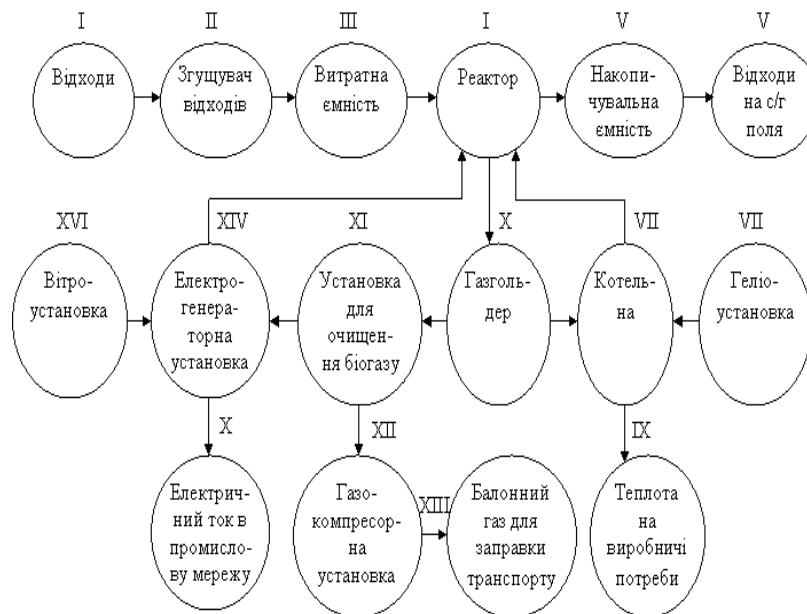 I
II
III
I
V
V
Відходи
Згущувач
відходів
Витратна
ємність
Реактор
Накопи-
чувальна
ємність
Відходи
на с/г
поля
XVI
XIV
XI
X
VII
VII
Вітро-
установка
Електро-
генера-
торна
установка
Установка
для
очищен-
ня біогазу
Газголь-
дер
Котель-
на
Геліо-
установка
X
XII
XIII
IX
Електрич-
ний ток в
промисло-
ву мережу
Газо-
компресор-
на
установка
Балонний
газ для
заправки
транспорту
Теплота
на
виробничі
потреби